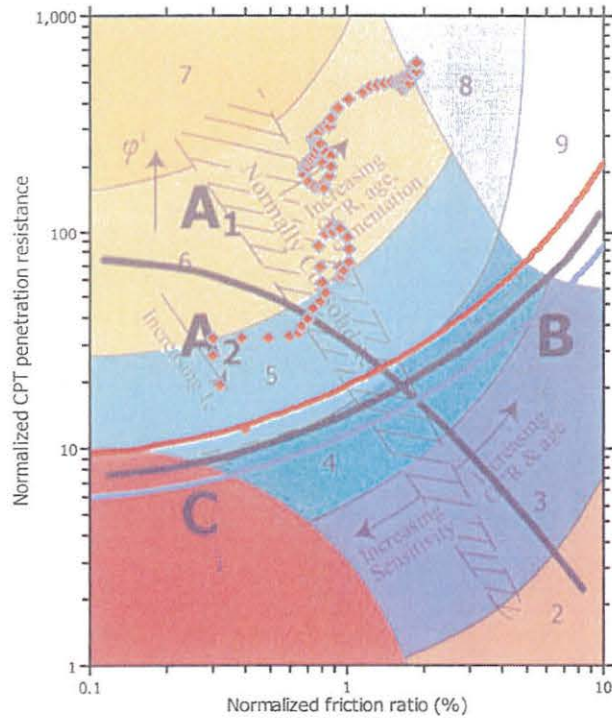 1,000
7
8
9
φ'
Increasing
OCR, age,
cementation
Normally Consolidated
A1
100
6
A2
Increasing Ic
5
B
10
4
Increasing
OCR & age
C
Increasing
Sensitivity
3
1
2
1
0.1
1
10
Normalized CPT penetration resistance
Normalized friction ratio (%)